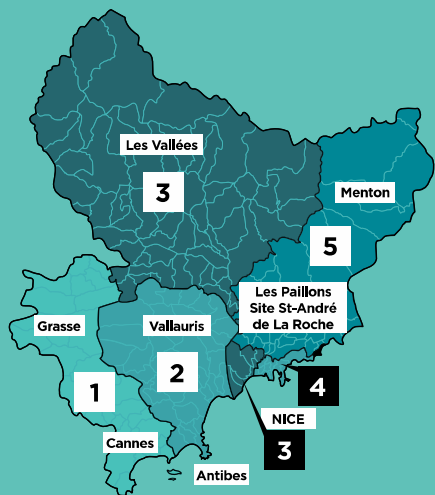 Les Vallées
3
Menton
5
Les Paillons
Site St-André
de La Roche
Grasse
Vallauris
1
2
4
NICE
3
Cannes
Antibes